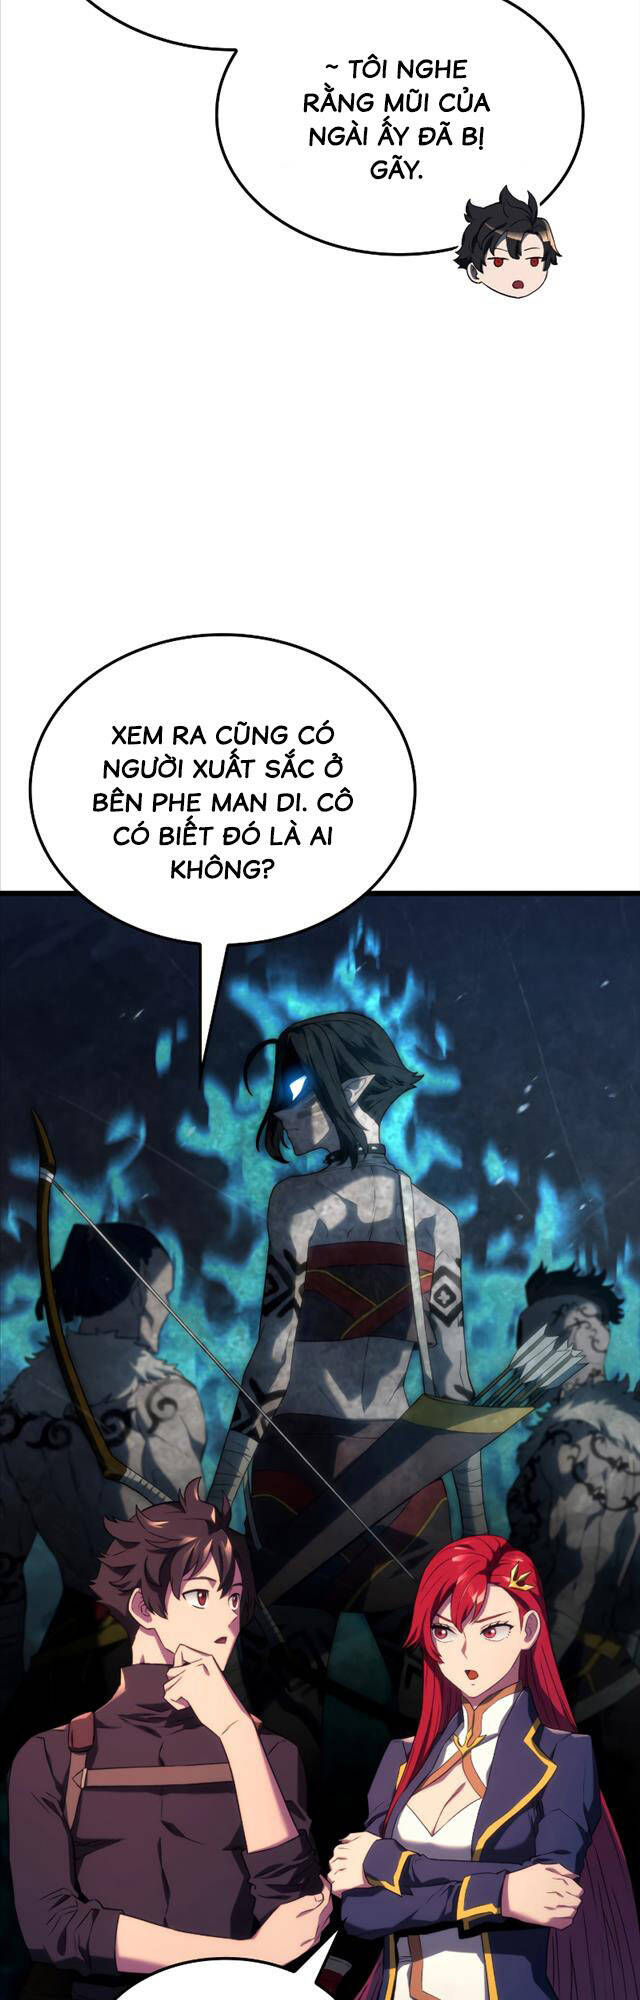 ~ TÔI NGHE
RẰNG MŨI CỦA
NGÀI ẤY ĐÃ BỊ
GÃY.
XEM RA CŨNG CÓ
NGƯỜI XUẤT SẮC Ở
BÊN PHE MAN DI. CÔ
CÓ BIẾT ĐÓ LÀ AI
KHÔNG?